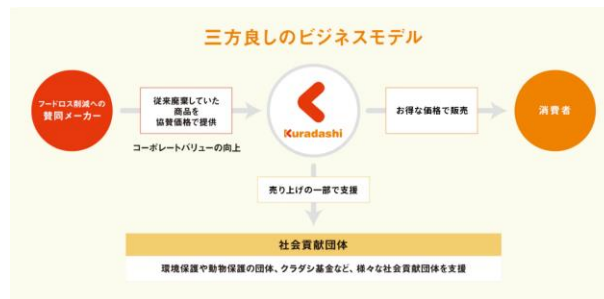 三方良しのビジネスモデル
フードロス削減への
賛同メーカー
従来廃棄していた
商品を
協賛価格で提供
コーポレートバリューの向上
Kuradashi
お得な価格で販売
消費者
売り上げの一部で支援
社会貢献団体
環境保護や動物保護の団体、クラダシ基金など、様々な社会貢献団体を支援